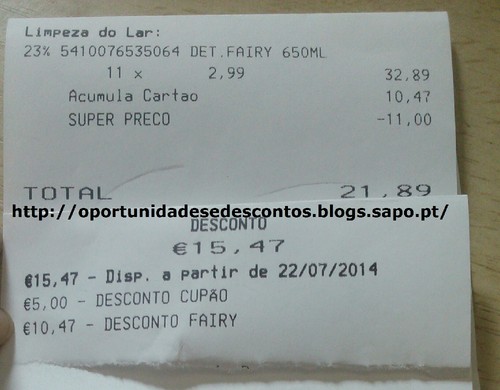 Limpeza do Lar:
23% 5410076535064 DET.FAIRY 650ML
11 x 2,99 32,89
Acumula Cartao 10,47
SUPER PRECO -11,00
TOTAL 21,89
http://oportunidadesedescontos.blogs.sapo.pt/
DESCONTO
€15,47
€15,47 - Disp. a partir de 22/07/2014
€5,00 - DESCONTO CUPÃO
€10,47 - DESCONTO FAIRY